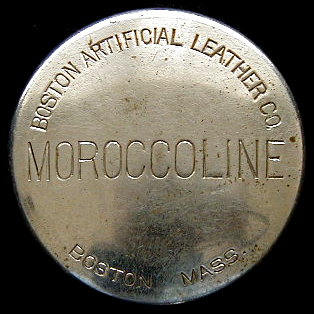 BOSTON ARTIFICIAL LEATHER CO.
MOROCCOLINE
BOSTON MASS.